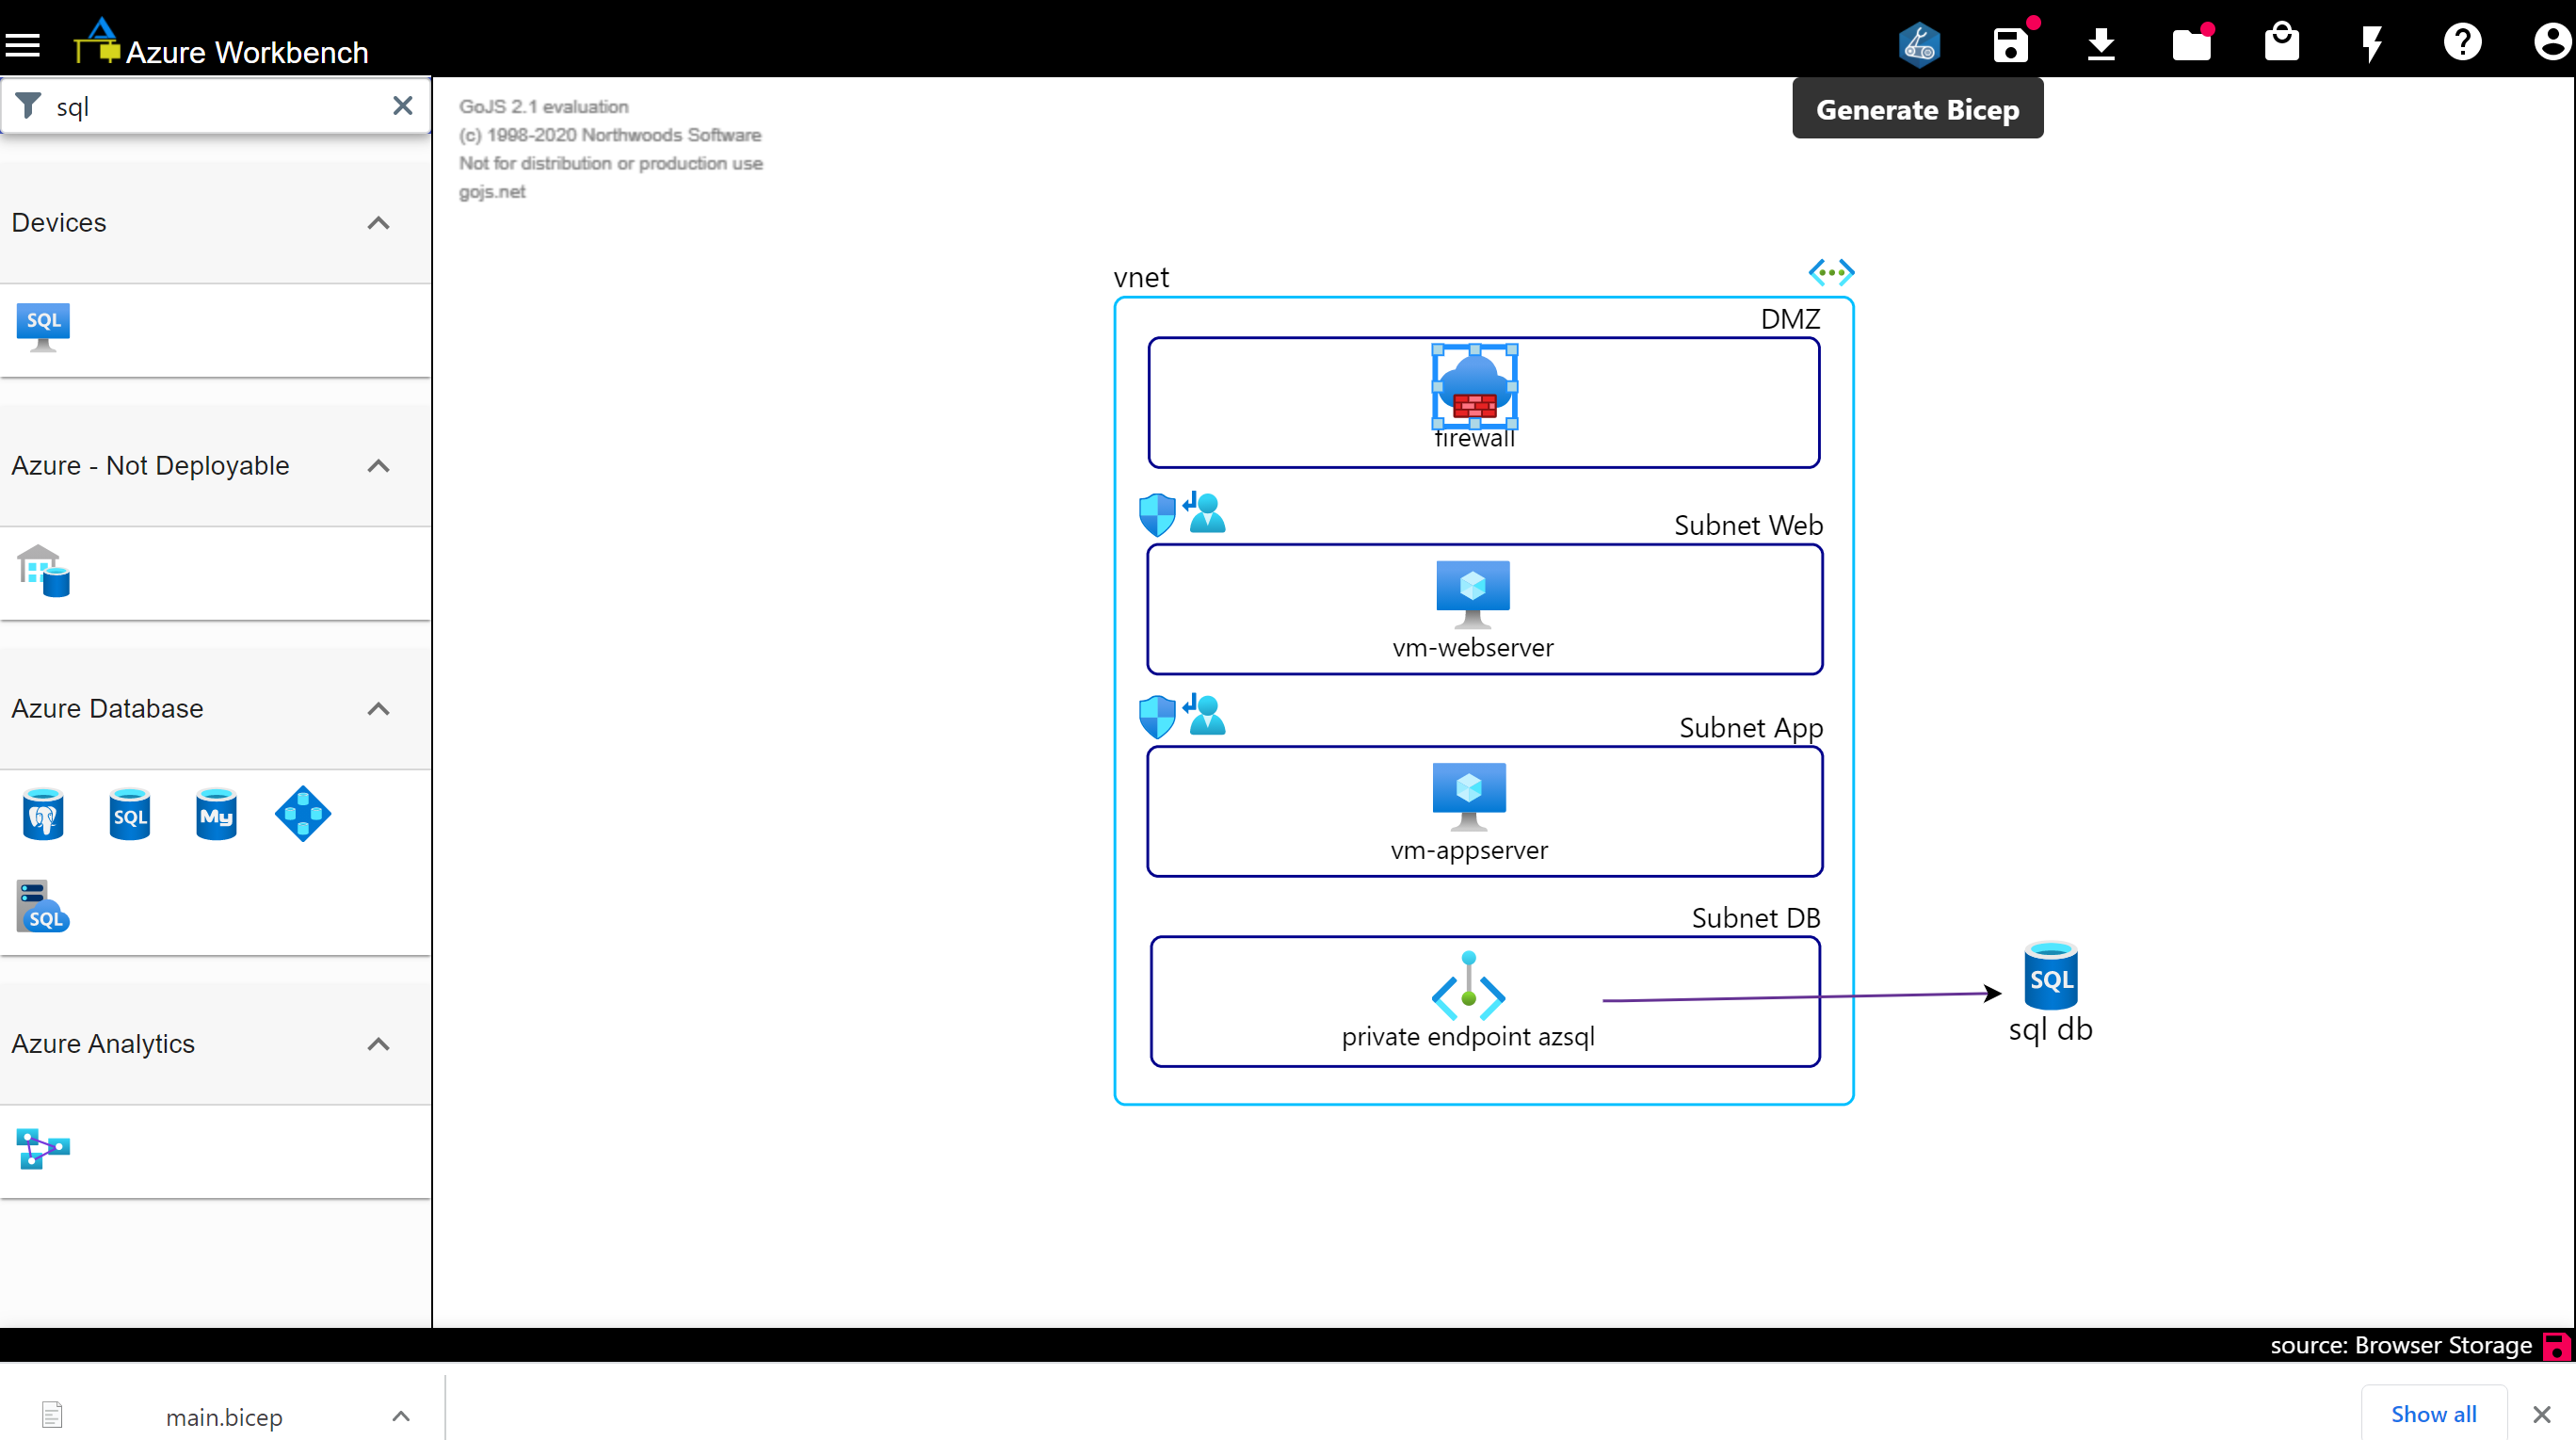 Azure Workbench
sql
Generate Bicep
GoJS 2.1 evaluation
(c) 1998-2020 Northwoods Software
Not for distribution or production use
gojs.net
Devices
SQL
Azure - Not Deployable
Azure Database
SQL
My
SQL
Azure Analytics
vnet
DMZ
firewall
Subnet Web
vm-webserver
Subnet App
vm-appserver
Subnet DB
private endpoint azsql
SQL
sql db
source: Browser Storage
main.bicep
Show all